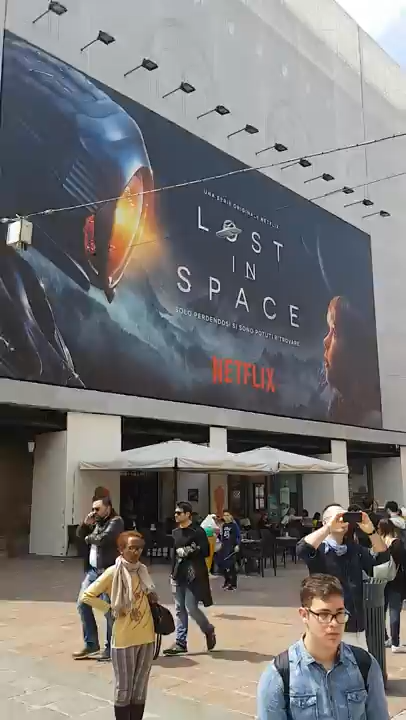 UNA SERIE ORIGINALE NETFLIX
LOST
IN
SPACE
SOLO PERDENDOSI SI SONO POTUTI RITROVARE
NETFLIX